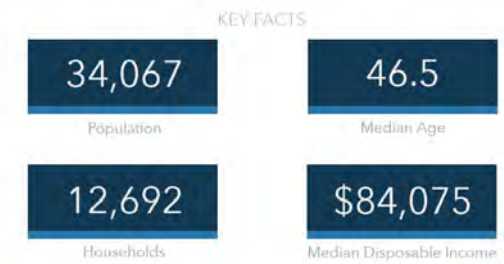 KEY FACTS
34,067
Population
46.5
Median Age
12,692
Households
$84,075
Median Disposable Income